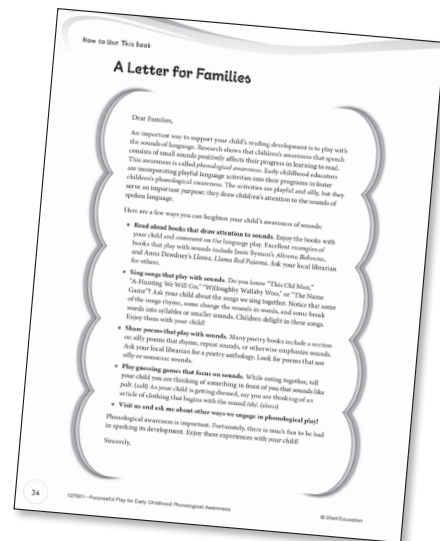 How to Use This Book
A Letter for Families
Dear Families,
An important way to support your child's reading development is to play with
the sounds of language. Research shows that children's awareness that speech
consists of small sounds positively affects their progress in learning to read.
This awareness is called phonological awareness. Early childhood educators
are incorporating playful language activities into their programs to foster
children's phonological awareness. The activities are playful and silly, but they
serve an important purpose: they draw children's attention to the sounds of
spoken language.
Here are a few ways you can heighten your child's awareness of sounds:
• Read aloud books that draw attention to sounds. Enjoy the books with
your child and comment on the language play. Excellent examples of
books that play with sounds include Jamie Bynum's Altoona Baboona,
and Anna Dewdney's Llama, Llama Red Pajama. Ask your local librarian
for others.
• Sing songs that play with sounds. Do you know "This Old Man,"
"A-Hunting We Will Go," "Willoughby Wallaby Woo," or "The Name
Game"? Ask your child about the songs we sing together. Notice that some
of the songs rhyme, some change the sounds in words, and some break
words into syllables or smaller sounds. Children delight in these songs.
Enjoy them with your child!
• Share poems that play with sounds. Many poetry books include a section
on silly poems that rhyme, repeat sounds, or otherwise emphasize sounds.
Ask your local librarian for a poetry anthology. Look for poems that use
silly or nonsense sounds.
• Play guessing games that focus on sounds. While eating together, tell
your child you are thinking of something in front of you that sounds like
palt. (salt) As your child is getting dressed, say you are thinking of an
article of clothing that begins with the sound /sh/. (shoes)
• Visit us and ask me about other ways we engage in phonological play!
Phonological awareness is important. Fortunately, there is much fun to be had
in sparking its development. Enjoy these experiences with your child!
Sincerely,
36
127901—Purposeful Play for Early Childhood Phonological Awareness
© Shell Education